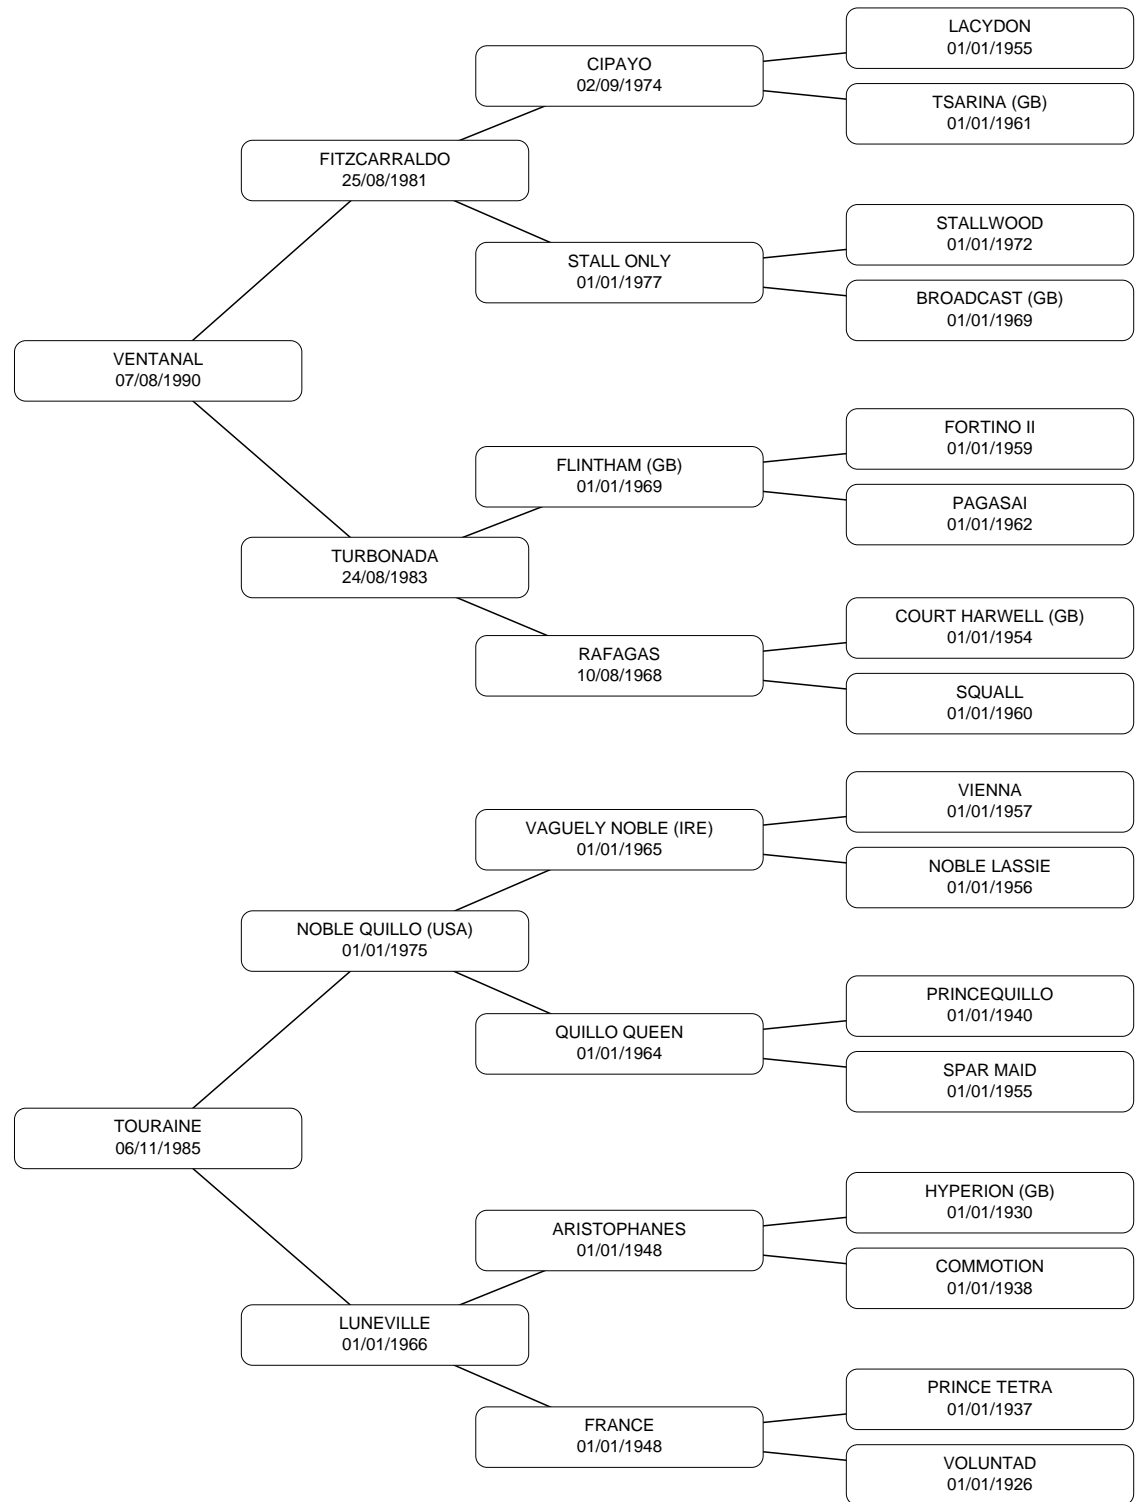 LACYDON
01/01/1955
CIPAYO
02/09/1974
TSARINA (GB)
01/01/1961
FITZCARRALDO
25/08/1981
STALLWOOD
01/01/1972
STALL ONLY
01/01/1977
BROADCAST (GB)
01/01/1969
VENTANAL
07/08/1990
FORTINO II
01/01/1959
FLINTHAM (GB)
01/01/1969
PAGASAI
01/01/1962
TURBONADA
24/08/1983
COURT HARWELL (GB)
01/01/1954
RAFAGAS
10/08/1968
SQUALL
01/01/1960
VIENNA
01/01/1957
VAGUELY NOBLE (IRE)
01/01/1965
NOBLE LASSIE
01/01/1956
NOBLE QUILLO (USA)
01/01/1975
PRINCEQUILLO
01/01/1940
QUILLO QUEEN
01/01/1964
SPAR MAID
01/01/1955
TOURAINE
06/11/1985
HYPERION (GB)
01/01/1930
ARISTOPHANES
01/01/1948
COMMOTION
01/01/1938
LUNEVILLE
01/01/1966
PRINCE TETRA
01/01/1937
FRANCE
01/01/1948
VOLUNTAD
01/01/1926